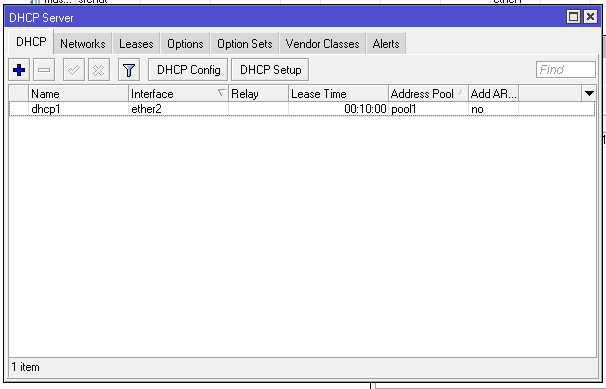 DHCP Server
DHCP Networks Leases Options Option Sets Vendor Classes Alerts
DHCP Config DHCP Setup Find
Name Interface Relay Lease Time Address Pool Add AR...
dhcp1 ether2 00:10:00 pool1 no
1 item